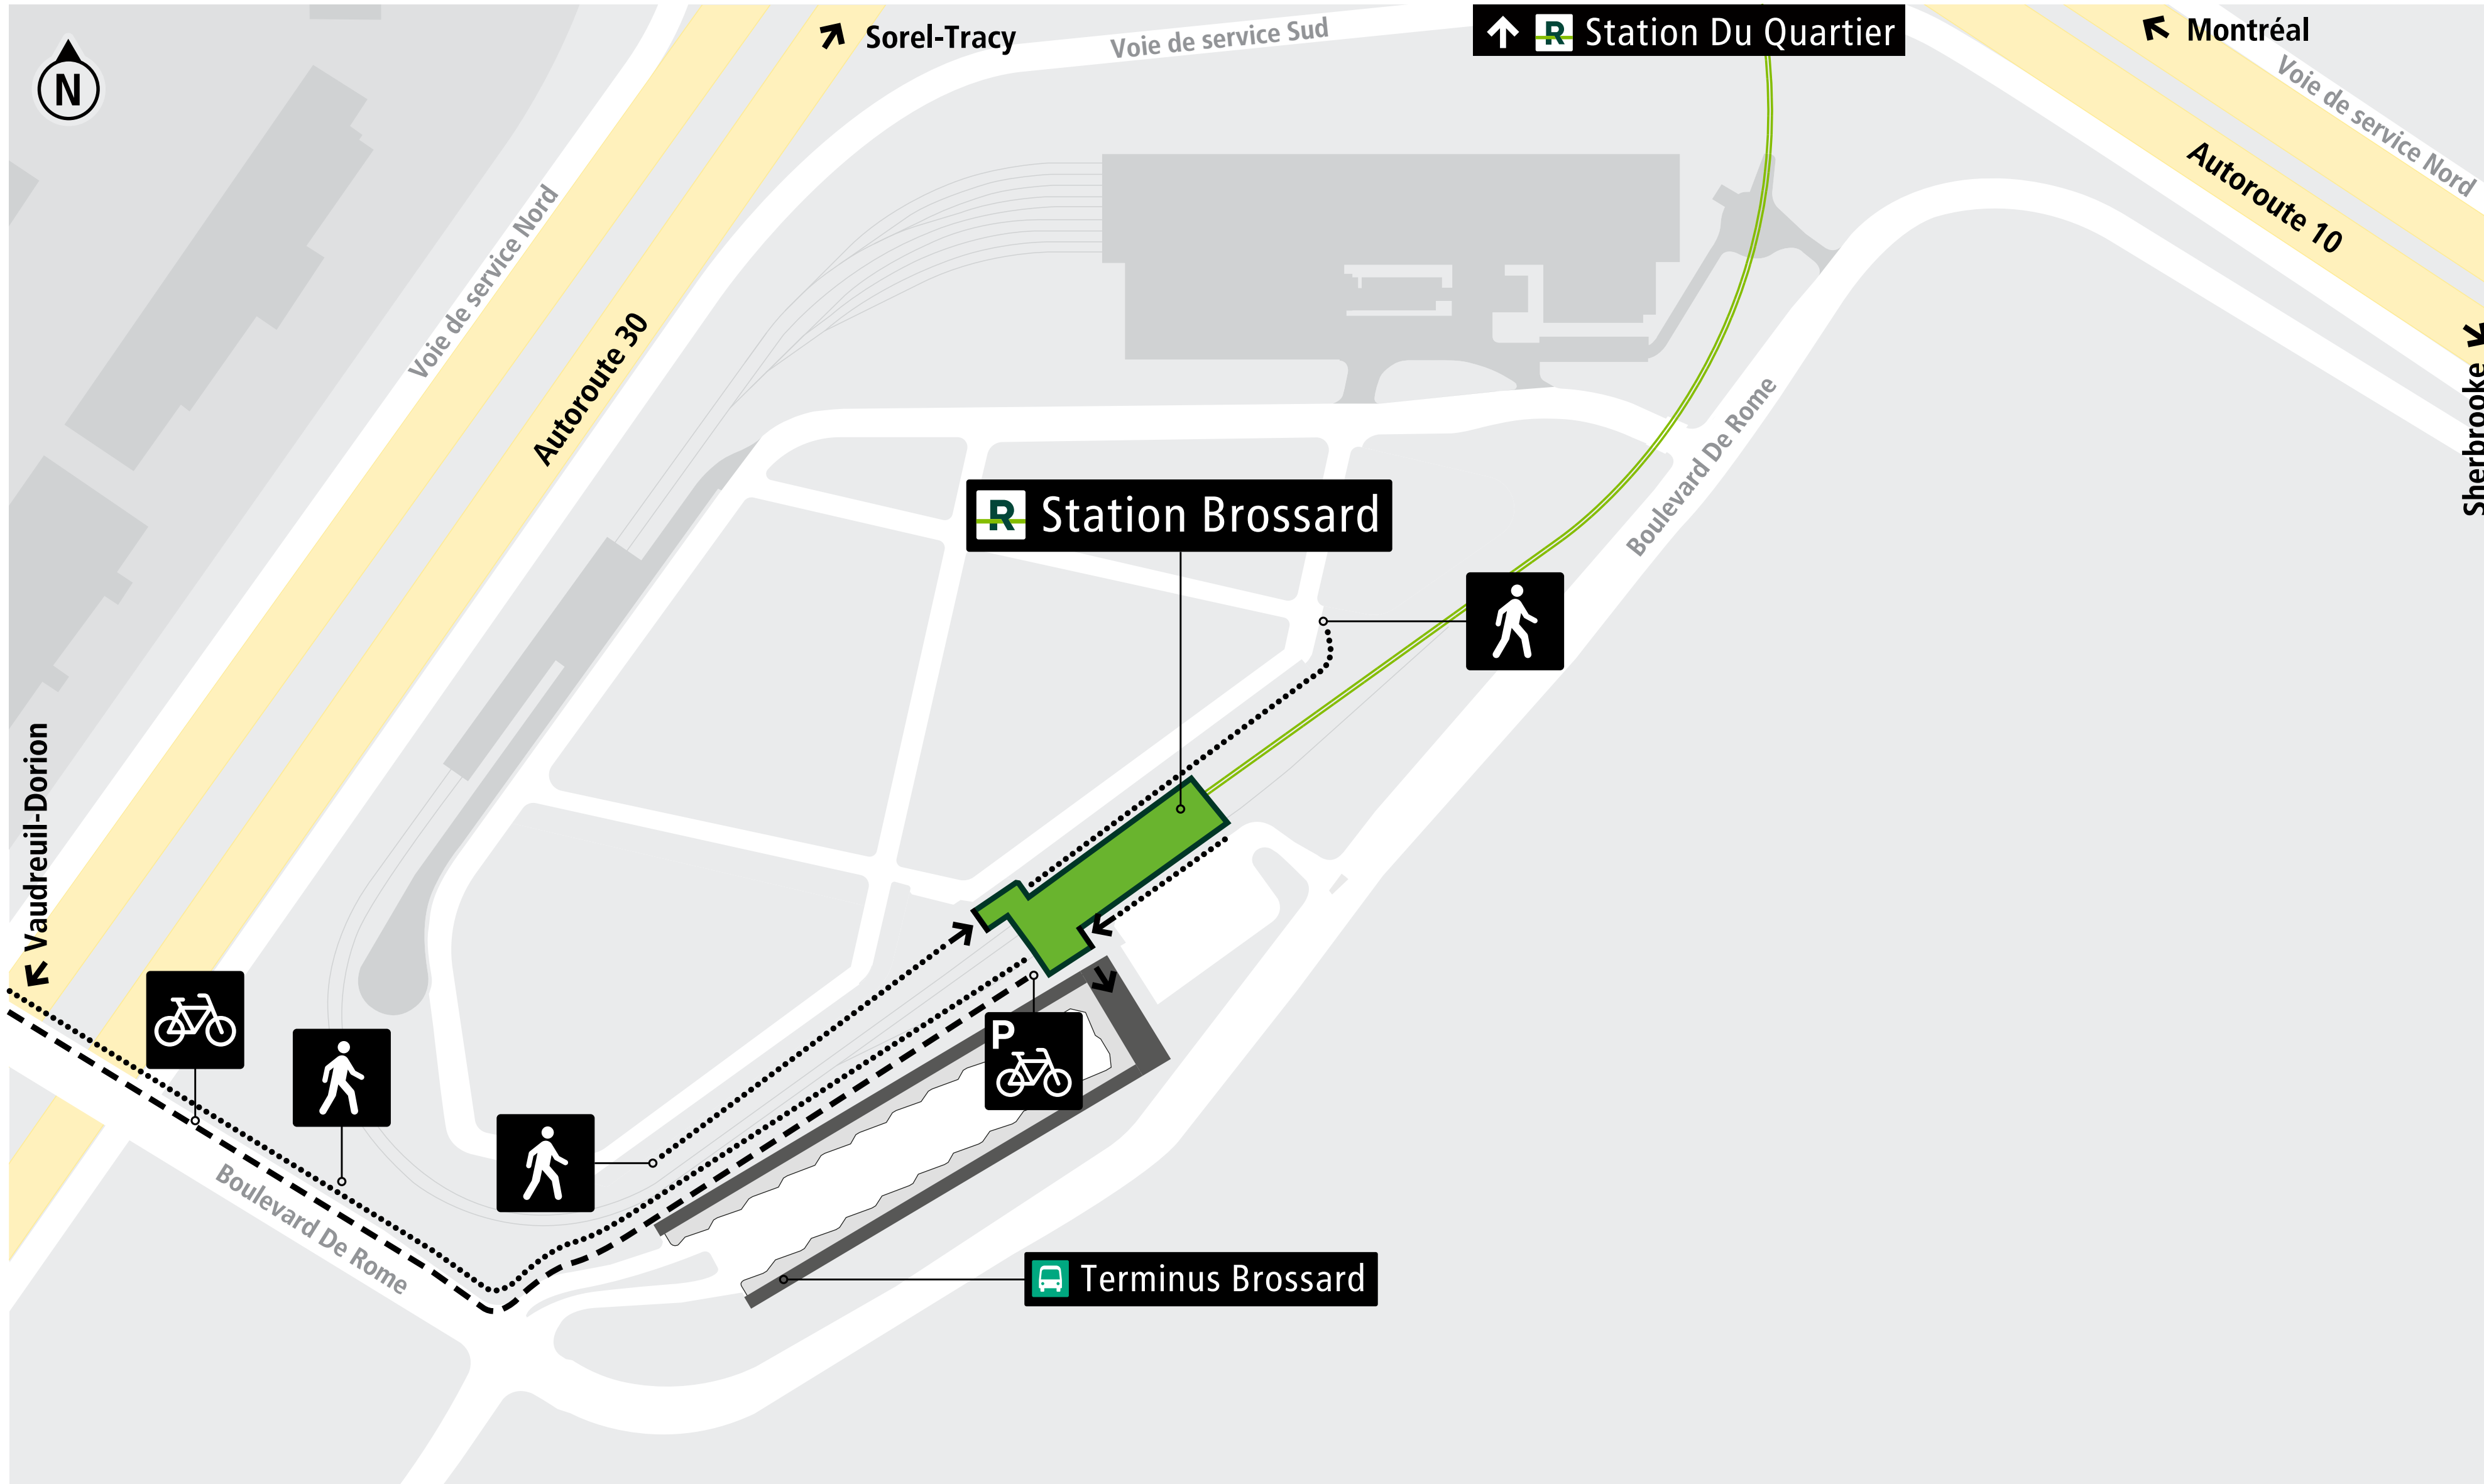 N
Sorel-Tracy
Voie de service Sud
R Station Du Quartier
Montréal
Voie de service Nord
Autoroute 10
Sherbrooke
Voie de service Nord
Autoroute 30
R Station Brossard
Boulevard De Rome
Vaudreuil-Dorion
P
Boulevard De Rome
Terminus Brossard